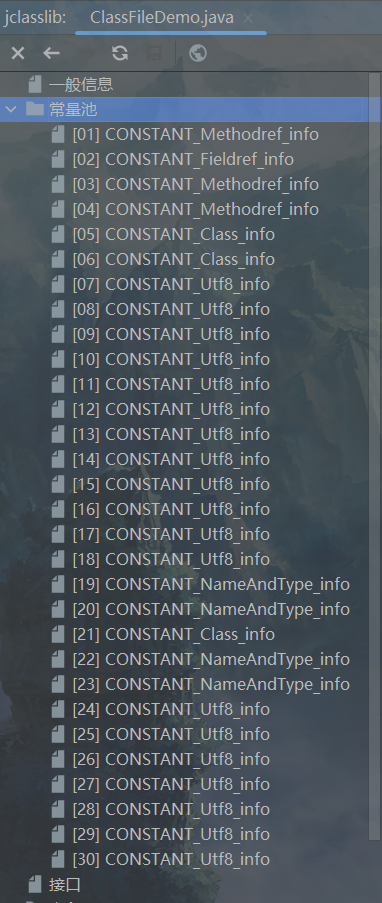 jclasslib: ClassFileDemo.java
一般信息
常量池
[01] CONSTANT_Methodref_info
[02] CONSTANT_Fieldref_info
[03] CONSTANT_Methodref_info
[04] CONSTANT_Methodref_info
[05] CONSTANT_Class_info
[06] CONSTANT_Class_info
[07] CONSTANT_Utf8_info
[08] CONSTANT_Utf8_info
[09] CONSTANT_Utf8_info
[10] CONSTANT_Utf8_info
[11] CONSTANT_Utf8_info
[12] CONSTANT_Utf8_info
[13] CONSTANT_Utf8_info
[14] CONSTANT_Utf8_info
[15] CONSTANT_Utf8_info
[16] CONSTANT_Utf8_info
[17] CONSTANT_Utf8_info
[18] CONSTANT_Utf8_info
[19] CONSTANT_NameAndType_info
[20] CONSTANT_NameAndType_info
[21] CONSTANT_Class_info
[22] CONSTANT_NameAndType_info
[23] CONSTANT_NameAndType_info
[24] CONSTANT_Utf8_info
[25] CONSTANT_Utf8_info
[26] CONSTANT_Utf8_info
[27] CONSTANT_Utf8_info
[28] CONSTANT_Utf8_info
[29] CONSTANT_Utf8_info
[30] CONSTANT_Utf8_info
接口